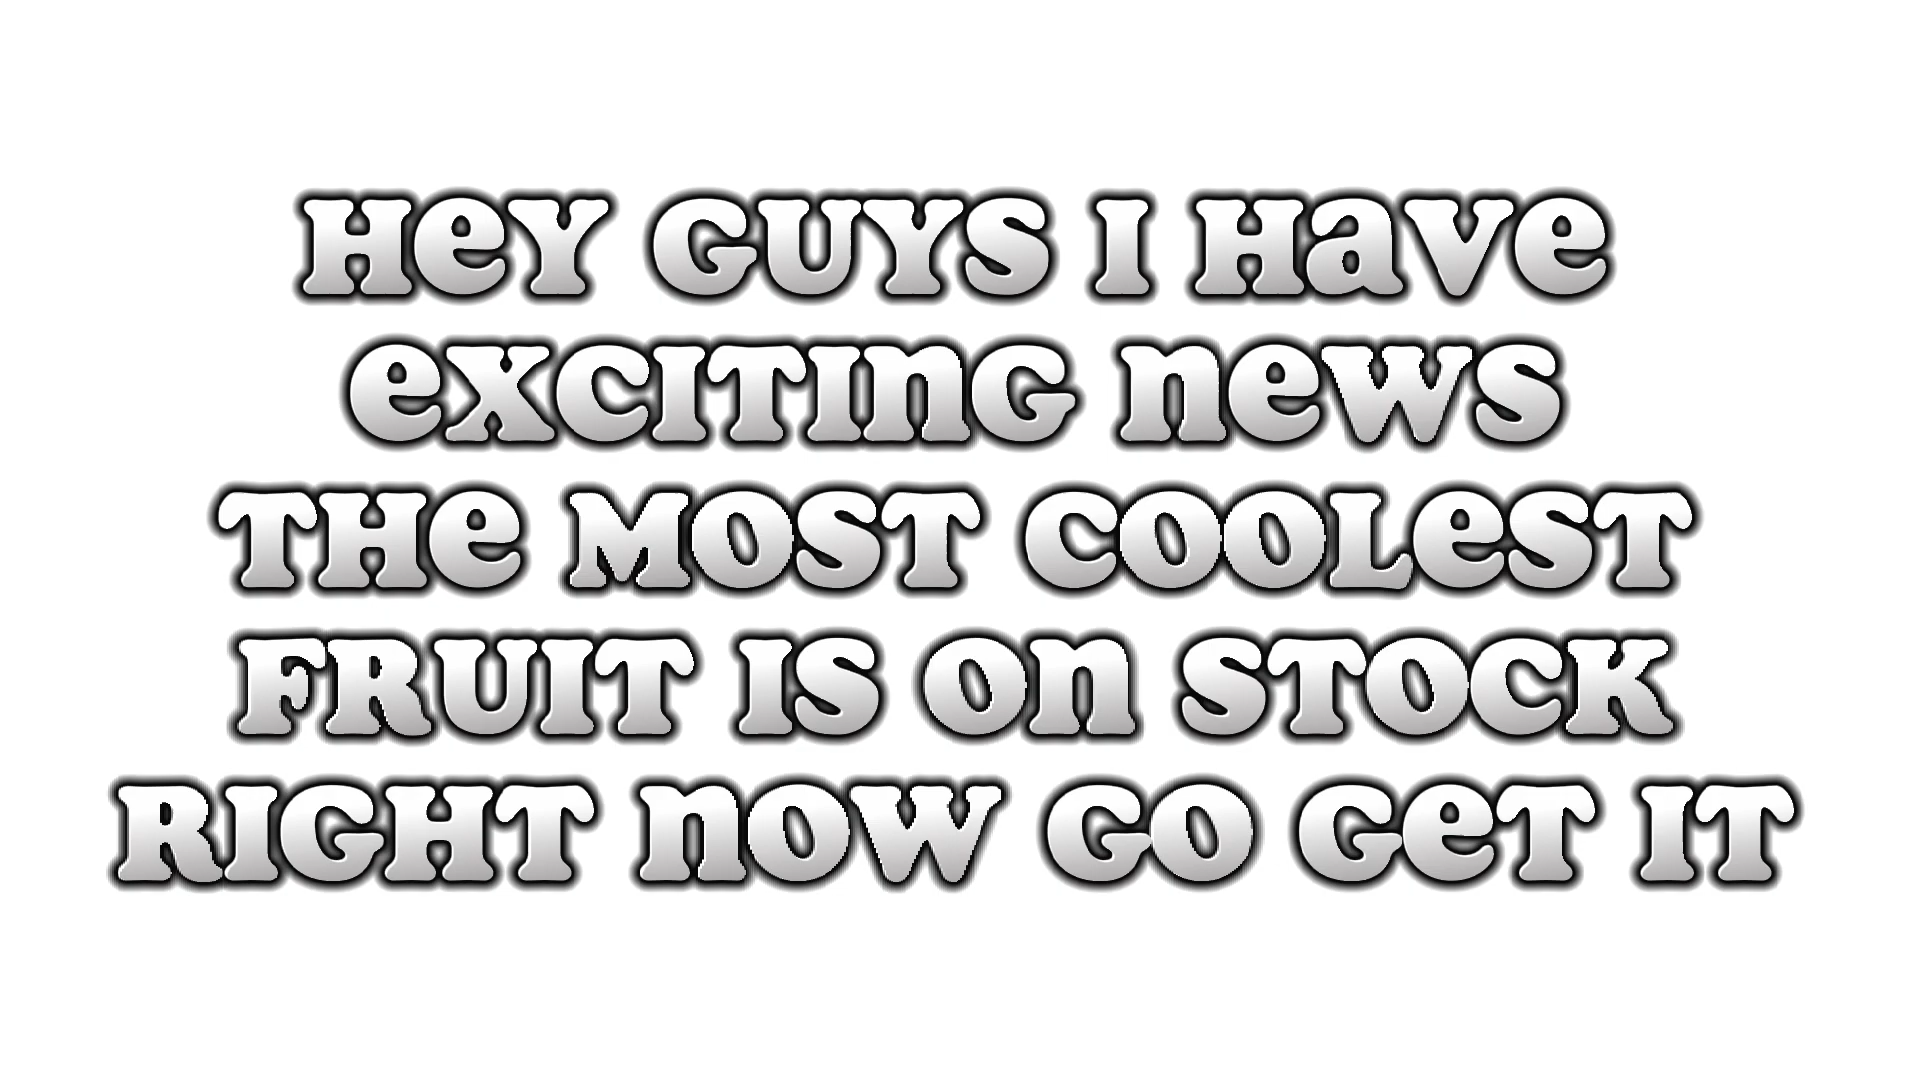 HeY GUYS I Have
exCITInG news
THe MOST COOLeST
FRUIT IS On STOCK
RIGHT nOW GO GeT IT